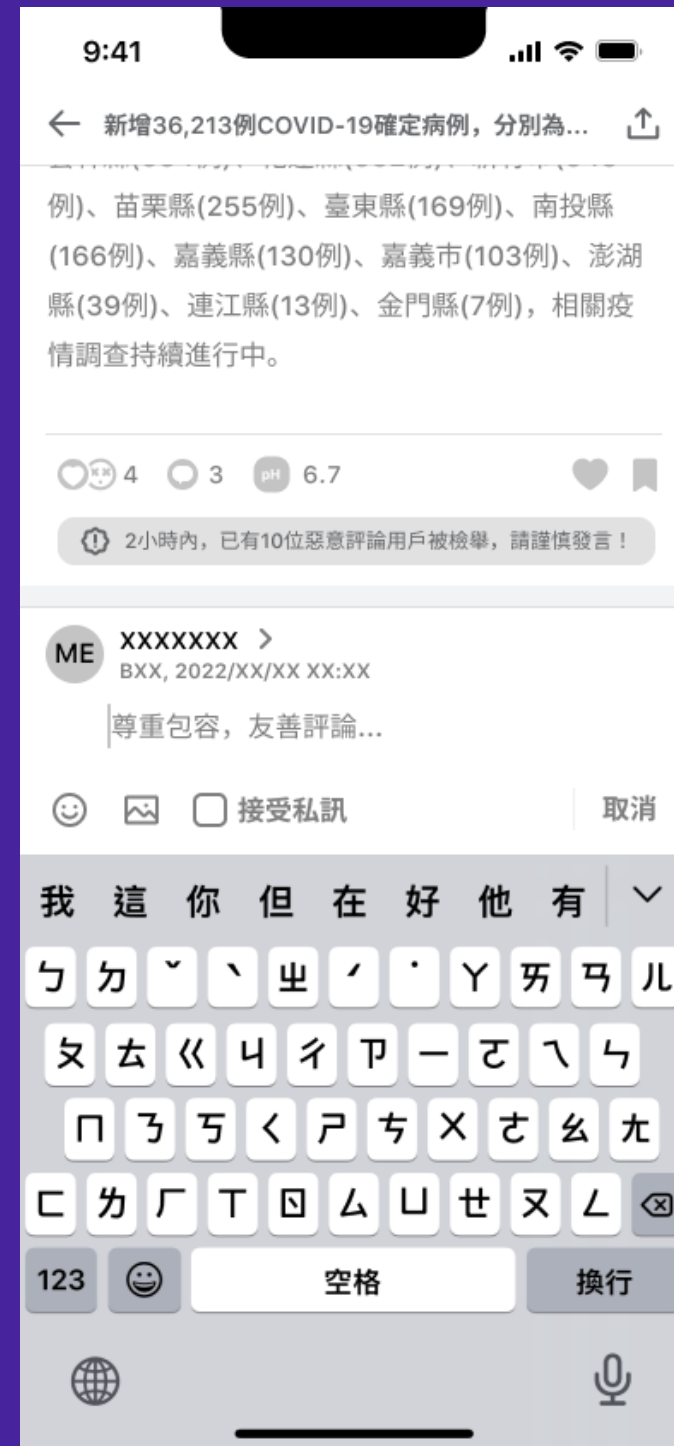 9:41
新增36,213例COVID-19確定病例，分別為...
例)、苗栗縣(255例)、臺東縣(169例)、南投縣
(166例)、嘉義縣(130例)、嘉義市(103例)、澎湖
縣(39例)、連江縣(13例)、金門縣(7例)，相關疫
情調查持續進行中。
4 3 pH 6.7
2小時內，已有10位惡意評論用戶被檢舉，請謹慎發言！
ME XXXXXXX
BXX, 2022/XX/XX XX:XX
尊重包容，友善評論...
接受私訊 取消
我 這 你 但 在 好 他 有
ㄅ ㄉ ˇ ˋ ㄓ ˊ ˙ ㄚ ㄞ ㄢ ㄦ
ㄆ ㄊ ㄍ ㄐ ㄔ ㄗ ㄧ ㄛ ㄟ ㄣ
ㄇ ㄋ ㄎ ㄑ ㄕ ㄘ ㄨ ㄜ ㄠ ㄤ
ㄈ ㄌ ㄏ ㄒ ㄖ ㄙ ㄩ ㄝ ㄡ ㄥ
123 空格 換行